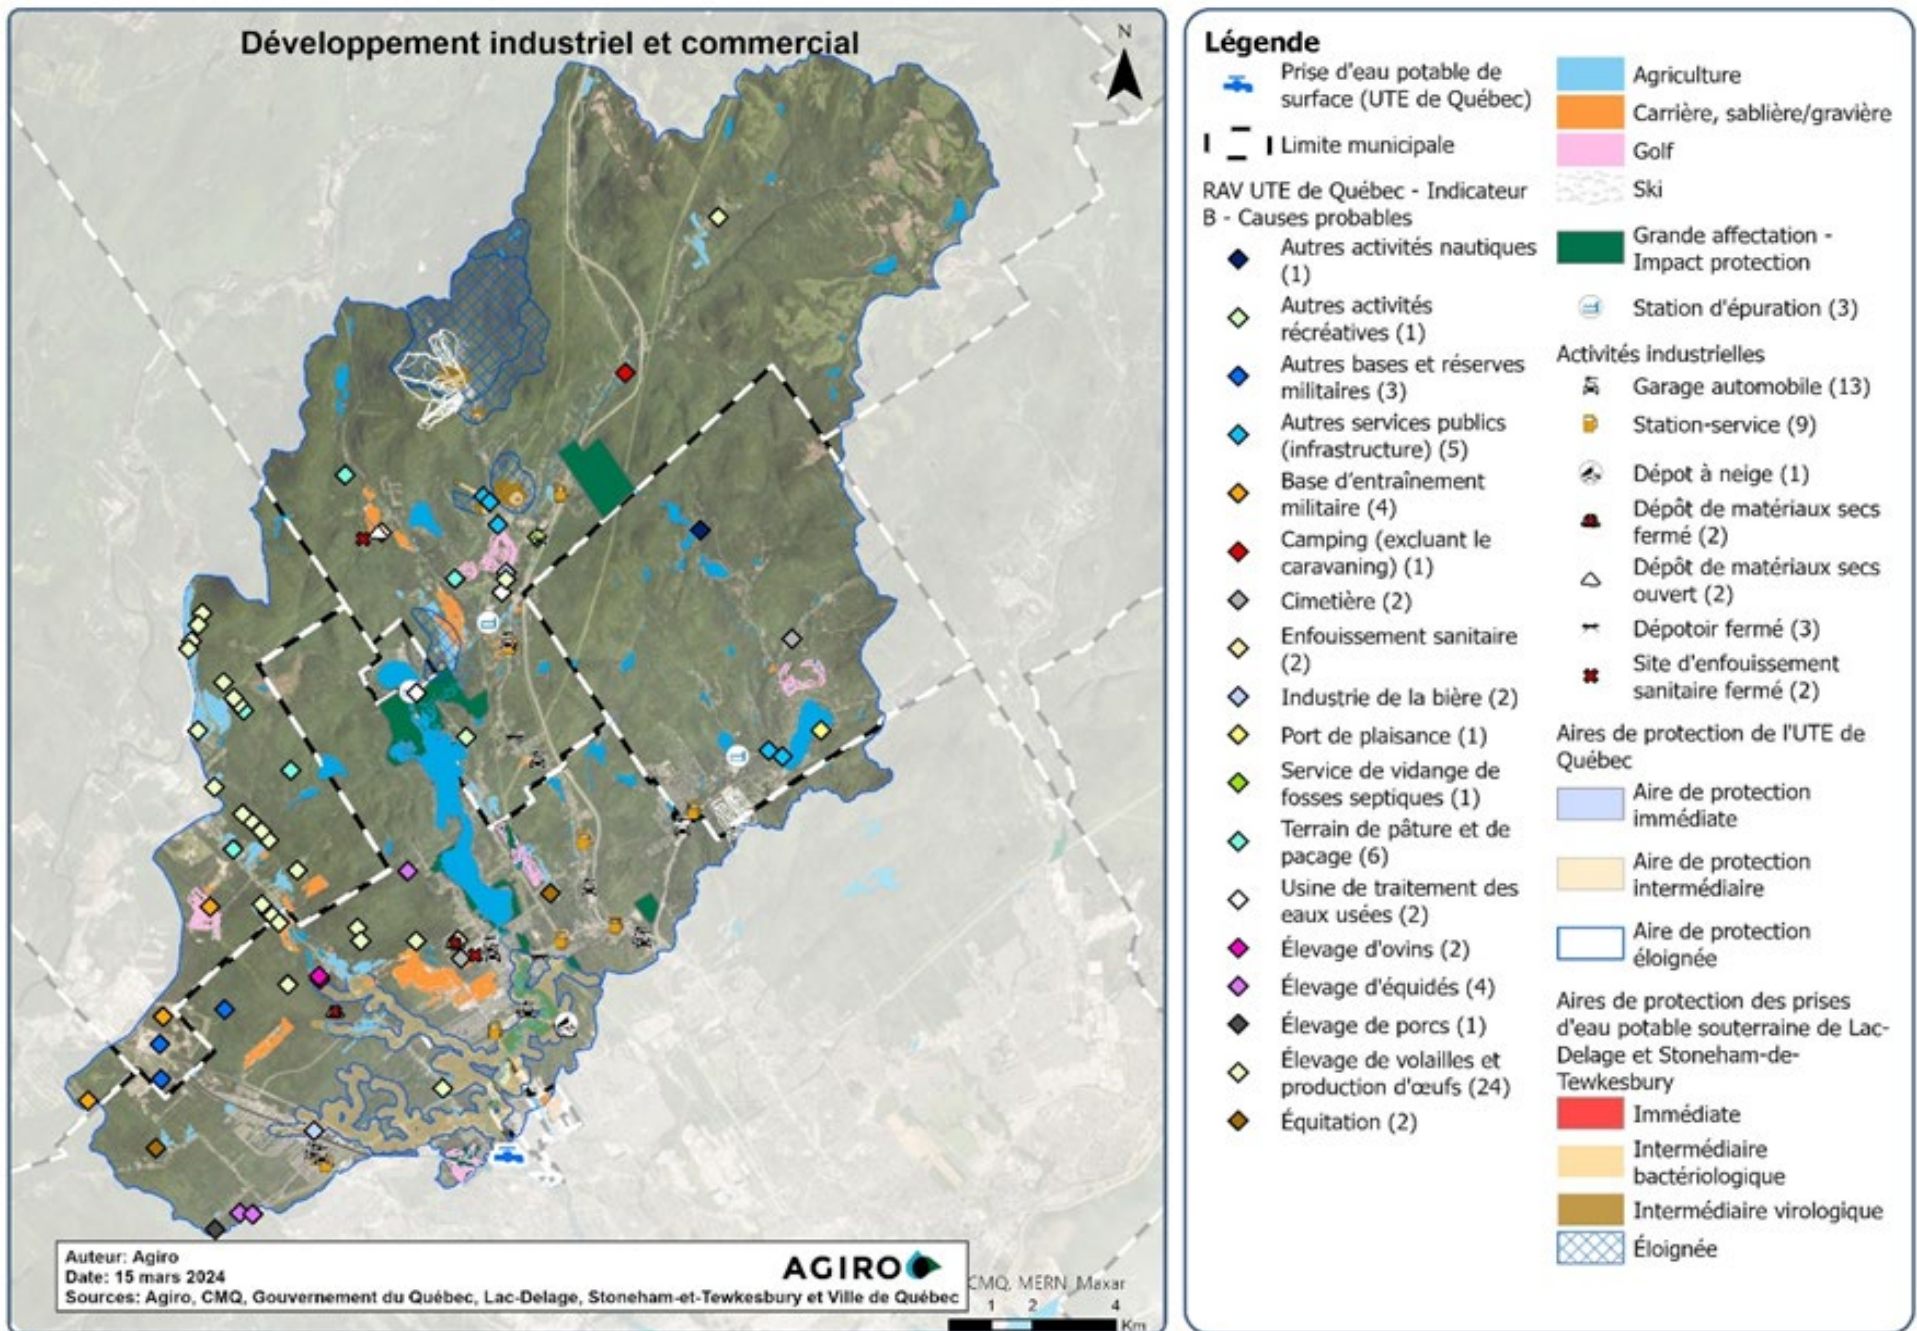 Développement industriel et commercial
N
Auteur: Agiro
Date: 15 mars 2024
Sources: Agiro, CMQ, Gouvernement du Québec, Lac-Delage, Stoneham-et-Tewkesbury et Ville de Québec
AGIRO
CMQ, MERN, Maxar
1 2 4
Km
Légende
Prise d'eau potable de
surface (UTE de Québec)
Limite municipale
RAV UTE de Québec - Indicateur
B - Causes probables
Autres activités nautiques
(1)
Autres activités
récréatives (1)
Autres bases et réserves
militaires (3)
Autres services publics
(infrastructure) (5)
Base d'entraînement
militaire (4)
Camping (excluant le
caravaning) (1)
Cimetière (2)
Enfouissement sanitaire
(2)
Industrie de la bière (2)
Port de plaisance (1)
Service de vidange de
fosses septiques (1)
Terrain de pâture et de
pacage (6)
Usine de traitement des
eaux usées (2)
Élevage d'ovins (2)
Élevage d'équidés (4)
Élevage de porcs (1)
Élevage de volailles et
production d'œufs (24)
Équitation (2)
Agriculture
Carrière, sablière/gravière
Golf
Ski
Grande affectation -
Impact protection
Station d'épuration (3)
Activités industrielles
Garage automobile (13)
Station-service (9)
Dépot à neige (1)
Dépôt de matériaux secs
fermé (2)
Dépôt de matériaux secs
ouvert (2)
Dépotoir fermé (3)
Site d'enfouissement
sanitaire fermé (2)
Aires de protection de l'UTE de
Québec
Aire de protection
immédiate
Aire de protection
intermédiaire
Aire de protection
éloignée
Aires de protection des prises
d'eau potable souterraine de Lac-
Delage et Stoneham-de-
Tewkesbury
Immédiate
Intermédiaire
bactériologique
Intermédiaire virologique
Éloignée